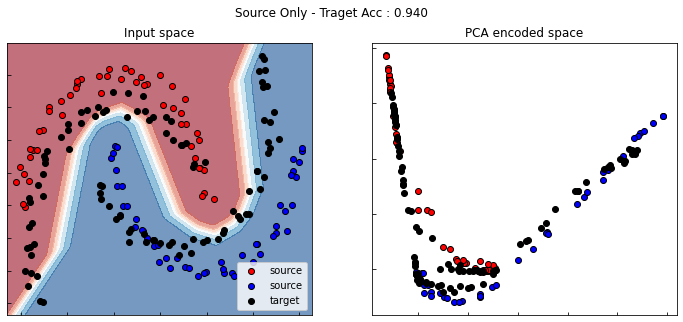 Source Only - Traget Acc : 0.940
Input space
PCA encoded space
source
source
target